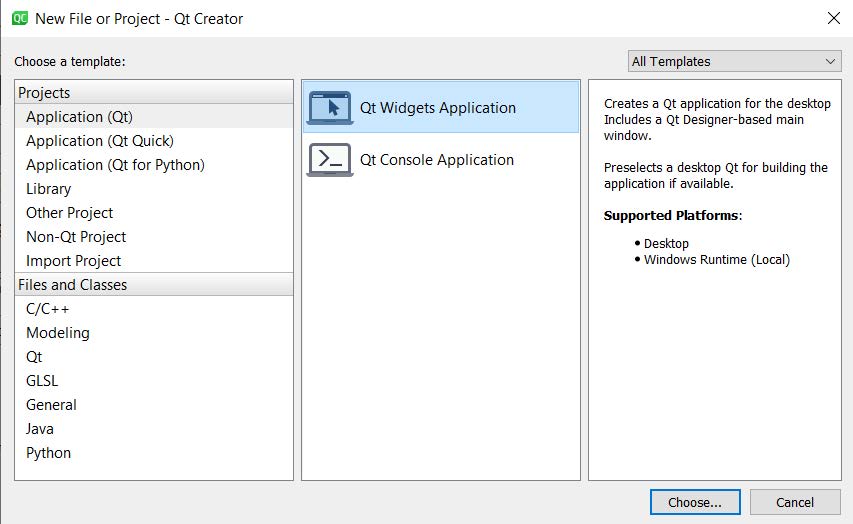 QC New File or Project - Qt Creator
Choose a template:
All Templates
Projects
Application (Qt)
Application (Qt Quick)
Application (Qt for Python)
Library
Other Project
Non-Qt Project
Import Project
Files and Classes
C/C++
Modeling
Qt
GLSL
General
Java
Python
Qt Widgets Application
Qt Console Application
Creates a Qt application for the desktop
Includes a Qt Designer-based main
window.
Preselects a desktop Qt for building the
application if available.
Supported Platforms:
• Desktop
• Windows Runtime (Local)
Choose...
Cancel